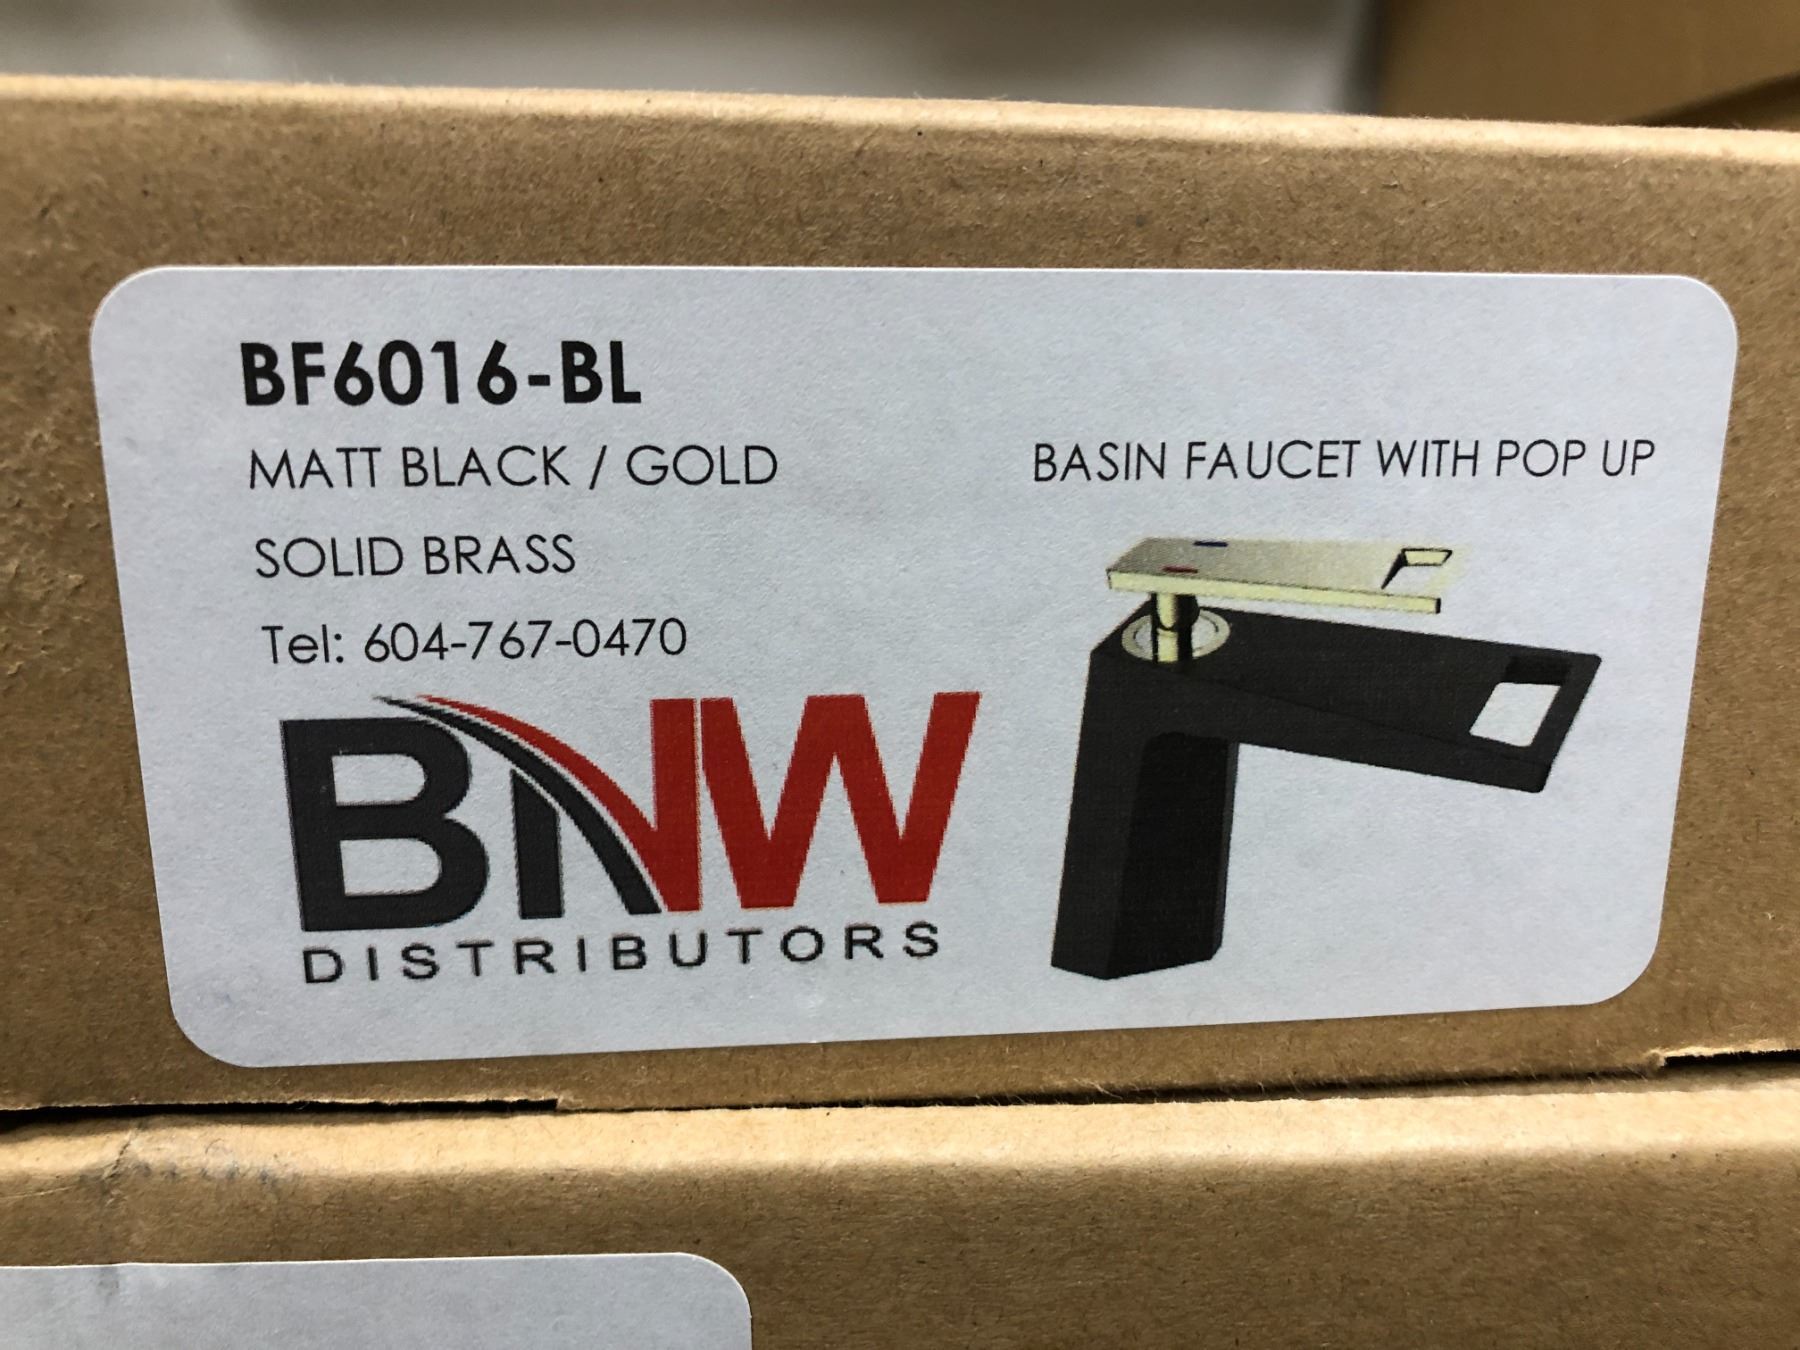 BF6016-BL
MATT BLACK / GOLD
SOLID BRASS
Tel: 604-767-0470
BNW
DISTRIBUTORS
BASIN FAUCET WITH POP UP